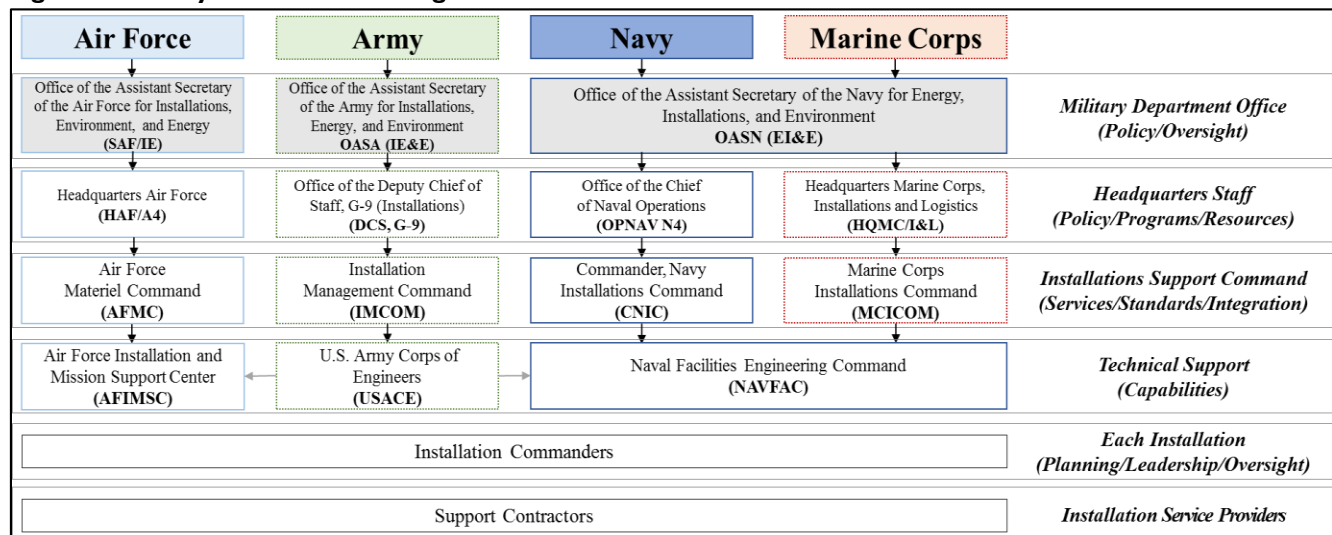 Air Force
Army
Navy
Marine Corps
Office of the Assistant Secretary
of the Air Force for Installations,
Environment, and Energy
(SAF/IE)
Office of the Assistant Secretary
of the Army for Installations,
Energy, and Environment
OASA (IE&E)
Office of the Assistant Secretary of the Navy for Energy,
Installations, and Environment
OASN (EI&E)
Military Department Office
(Policy/Oversight)
Headquarters Air Force
(HAF/A4)
Office of the Deputy Chief of
Staff, G-9 (Installations)
(DCS, G-9)
Office of the Chief
of Naval Operations
(OPNAV N4)
Headquarters Marine Corps,
Installations and Logistics
(HQMC/I&L)
Headquarters Staff
(Policy/Programs/Resources)
Air Force
Materiel Command
(AFMC)
Installation
Management Command
(IMCOM)
Commander, Navy
Installations Command
(CNIC)
Marine Corps
Installations Command
(MCICOM)
Installations Support Command
(Services/Standards/Integration)
Air Force Installation and
Mission Support Center
(AFIMSC)
U.S. Army Corps of
Engineers
(USACE)
Naval Facilities Engineering Command
(NAVFAC)
Technical Support
(Capabilities)
Installation Commanders
Each Installation
(Planning/Leadership/Oversight)
Support Contractors
Installation Service Providers